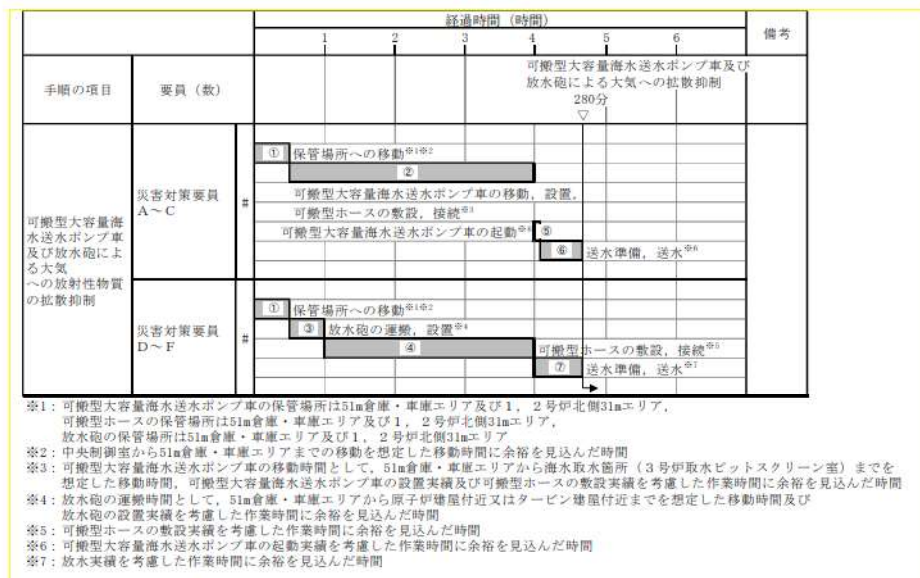 経過時間（時間）
備考
1 2 3 4 5 6
手順の項目
要員（数）
可搬型大容量海水送水ポンプ車及び
放水砲による大気への拡散抑制
280分
▽
可搬型大容量海
水送水ポンプ車
及び放水砲によ
る大気
への放射性物質
の拡散抑制
災害対策要員
A～C
#
① 保管場所への移動※1※2
②
可搬型大容量海水送水ポンプ車の移動，設置，
可搬型ホースの敷設，接続※3
可搬型大容量海水送水ポンプ車の起動※6 ⑤
⑥ 送水準備，送水※6
災害対策要員
D～F
#
① 保管場所への移動※1※2
③ 放水砲の運搬，設置※4
④ 可搬型ホースの敷設，接続※5
⑦ 送水準備，送水※7
※1：可搬型大容量海水送水ポンプ車の保管場所は51m倉庫・車庫エリア及び1，2号炉北側31mエリア，
可搬型ホースの保管場所は51m倉庫・車庫エリア及び1，2号炉北側31mエリア，
放水砲の保管場所は51m倉庫・車庫エリア及び1，2号炉北側31mエリア
※2：中央制御室から51m倉庫・車庫エリアまでの移動を想定した移動時間に余裕を見込んだ時間
※3：可搬型大容量海水送水ポンプ車の移動時間として，51m倉庫・車庫エリアから海水取水箇所（3号炉取水ピットスクリーン室）までを
想定した移動時間，可搬型大容量海水送水ポンプ車の設置実績及び可搬型ホースの敷設実績を考慮した作業時間に余裕を見込んだ時間
※4：放水砲の運搬時間として，51m倉庫・車庫エリアから原子炉建屋付近又はタービン建屋付近までを想定した移動時間及び
放水砲の設置実績を考慮した作業時間に余裕を見込んだ時間
※5：可搬型ホースの敷設実績を考慮した作業時間に余裕を見込んだ時間
※6：可搬型大容量海水送水ポンプ車の起動実績を考慮した作業時間に余裕を見込んだ時間
※7：放水実績を考慮した作業時間に余裕を見込んだ時間